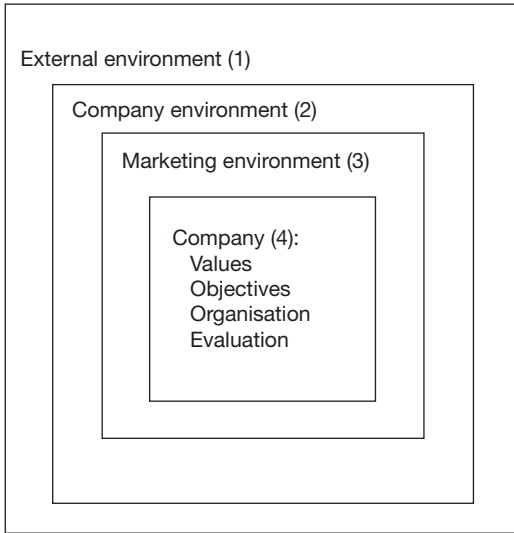 External environment (1)
Company environment (2)
Marketing environment (3)
Company (4):
Values
Objectives
Organisation
Evaluation